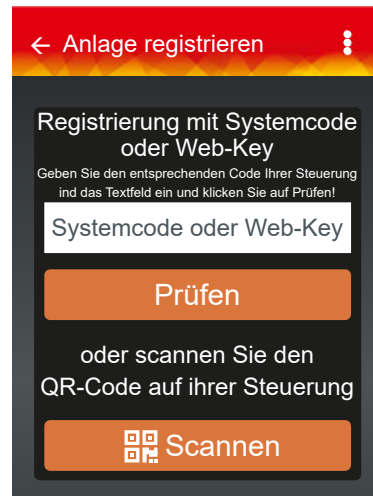 Anlage registrieren
Registrierung mit Systemcode
oder Web-Key
Geben Sie den entsprechenden Code Ihrer Steuerung
ind das Textfeld ein und klicken Sie auf Prüfen!
Systemcode oder Web-Key
Prüfen
oder scannen Sie den
QR-Code auf ihrer Steuerung
Scannen